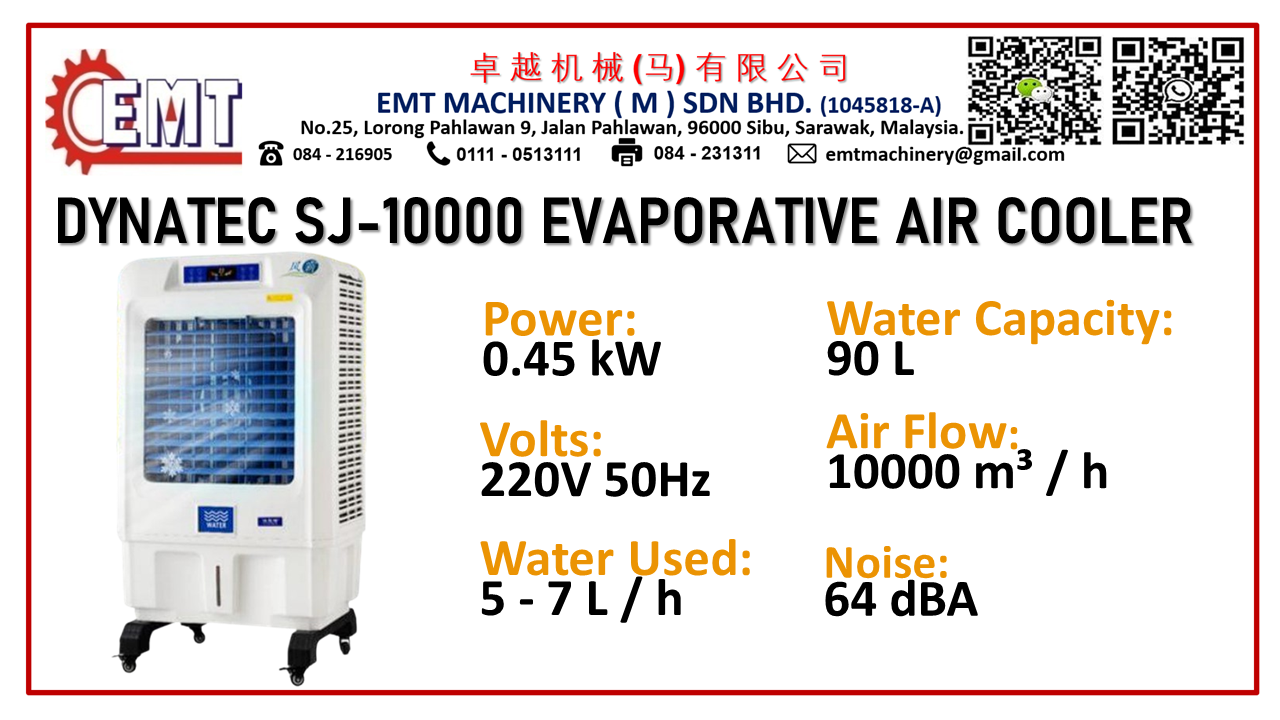 EMT
卓越机械(马)有限公司
EMT MACHINERY ( M ) SDN BHD. (1045818-A)
No.25, Lorong Pahlawan 9, Jalan Pahlawan, 96000 Sibu, Sarawak, Malaysia.
084 - 216905 0111 - 0513111 084 - 231311 emtmachinery@gmail.com
DYNATEC SJ-10000 EVAPORATIVE AIR COOLER
Power:
0.45 kW
Volts:
220V 50Hz
Water Used:
5 - 7 L / h
Water Capacity:
90 L
Air Flow:
10000 m³ / h
Noise:
64 dBA
WATER